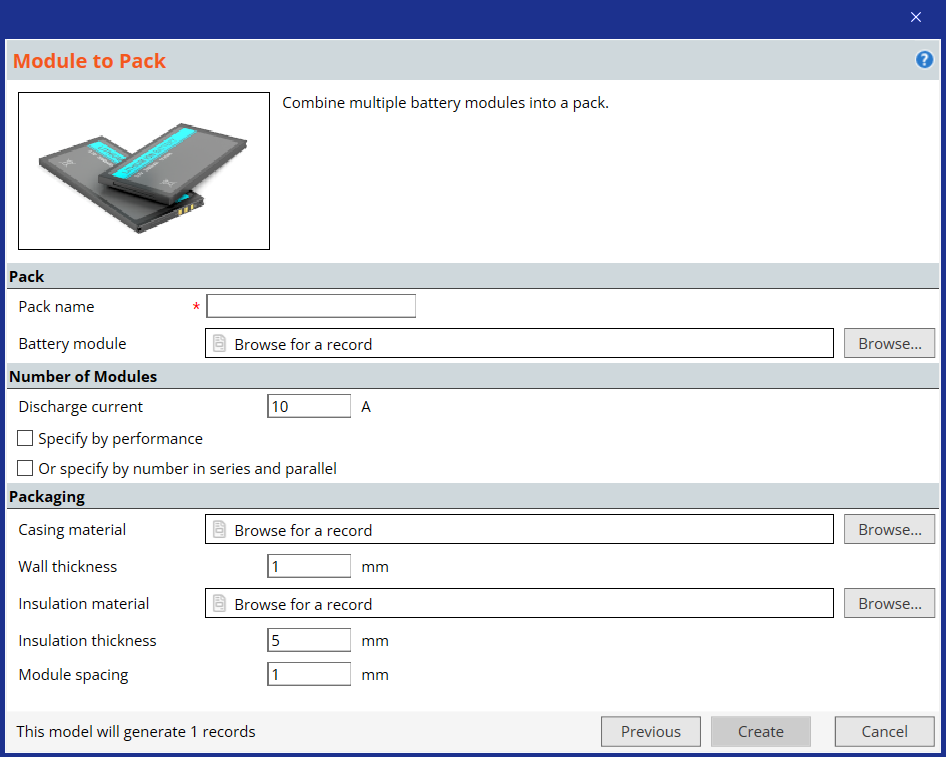 Module to Pack
?
Combine multiple battery modules into a pack.
Pack
Pack name *
Battery module Browse for a record Browse...
Number of Modules
Discharge current 10 A
Specify by performance
Or specify by number in series and parallel
Packaging
Casing material Browse for a record Browse...
Wall thickness 1 mm
Insulation material Browse for a record Browse...
Insulation thickness 5 mm
Module spacing 1 mm
This model will generate 1 records Previous Create Cancel